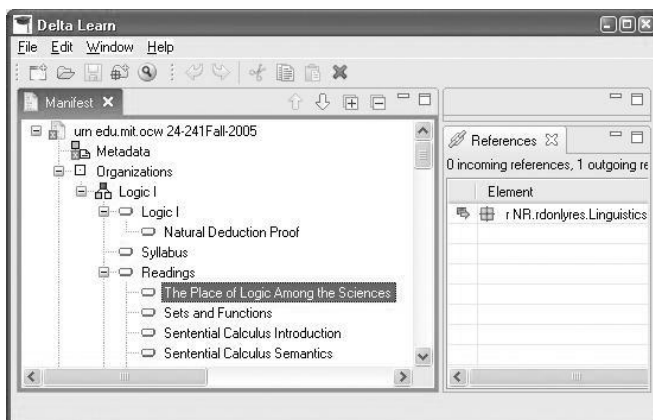 Delta Learn
File Edit Window Help
Manifest
urn edu.mit.ocw 24-241Fall-2005
Metadata
Organizations
Logic I
Logic I
Natural Deduction Proof
Syllabus
Readings
The Place of Logic Among the Sciences
Sets and Functions
Sentential Calculus Introduction
Sentential Calculus Semantics
References
0 incoming references, 1 outgoing re
Element
r NR.rdonlyres.Linguistics